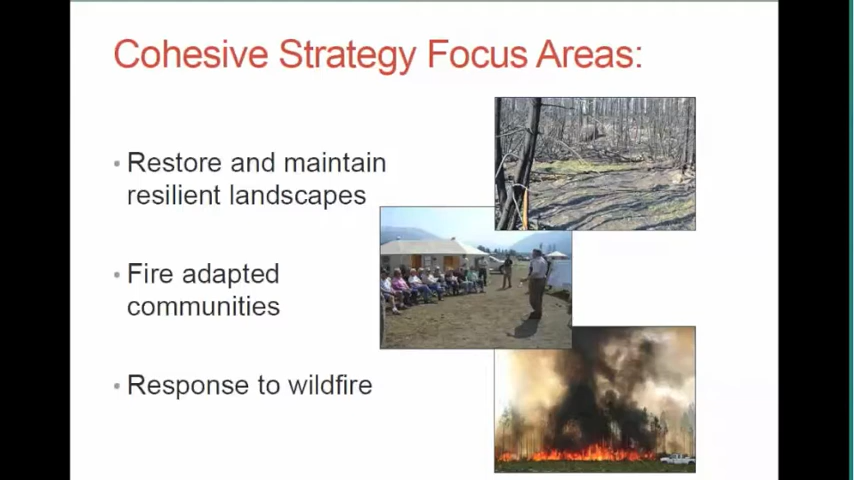 Cohesive Strategy Focus Areas:
• Restore and maintain
resilient landscapes
• Fire adapted
communities
• Response to wildfire